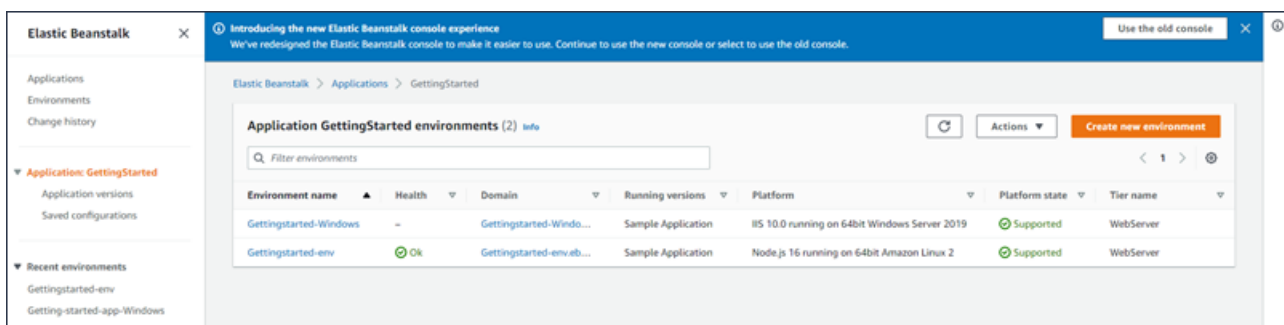 Elastic Beanstalk
Applications
Environments
Change history
Application: GettingStarted
Application versions
Saved configurations
Recent environments
Gettingstarted-env
Getting-started-app-Windows
Introducing the new Elastic Beanstalk console experience
We've redesigned the Elastic Beanstalk console to make it easier to use. Continue to use the new console or select to use the old console.
Use the old console
Elastic Beanstalk > Applications > GettingStarted
Application GettingStarted environments (2) Info
Actions
Create new environment
Filter environments
1
Environment name Health Domain Running versions Platform Platform state Tier name
Gettingstarted-Windows – Gettingstarted-Windo... Sample Application IIS 10.0 running on 64bit Windows Server 2019 Supported WebServer
Gettingstarted-env Ok Gettingstarted-env.eb... Sample Application Node.js 16 running on 64bit Amazon Linux 2 Supported WebServer